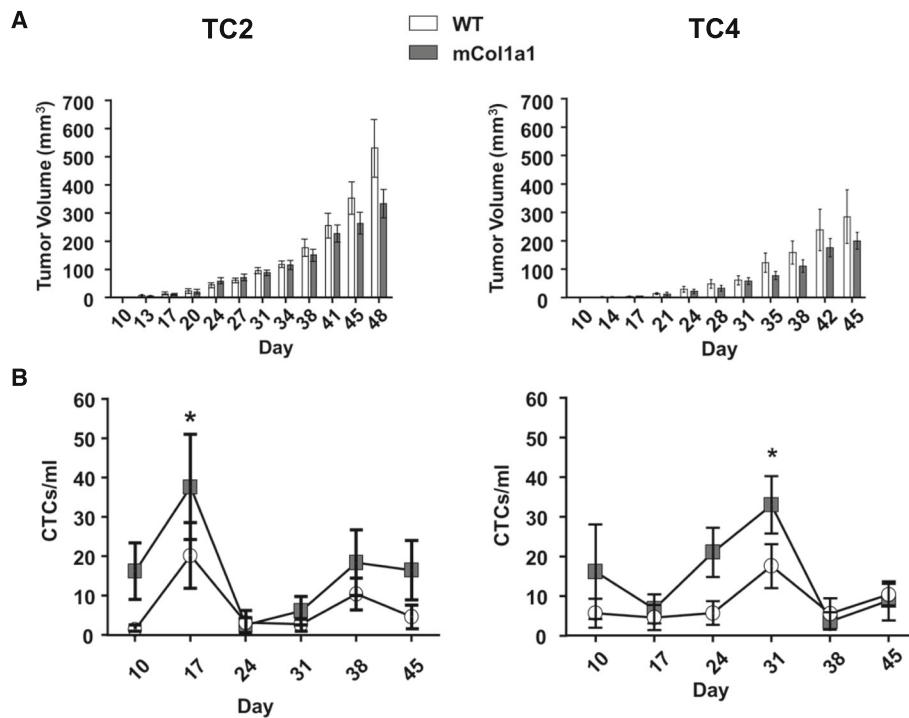 A
TC2
WT
mCol1a1
TC4
Tumor Volume (mm³)
700
600
500
400
300
200
100
0
10 13 17 20 24 27 31 34 38 41 45 48
Day
Tumor Volume (mm³)
700
600
500
400
300
200
100
0
10 14 17 21 24 28 31 35 38 42 45
Day
B
CTCs/ml
60
50
40
30
20
10
0
*
10 17 24 31 38 45
Day
CTCs/ml
60
50
40
30
20
10
0
*
10 17 24 31 38 45
Day